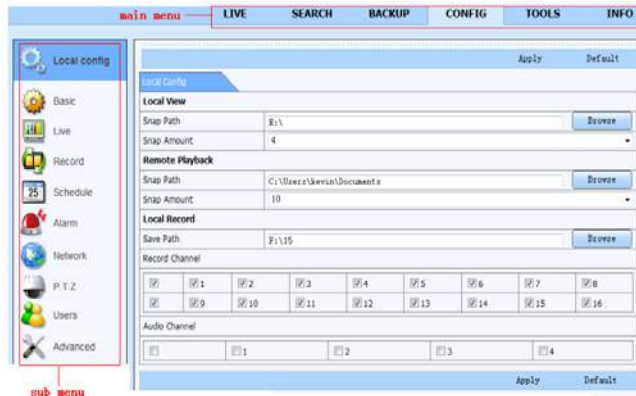 main menu LIVE SEARCH BACKUP CONFIG TOOLS INFO
Local config
Basic
Live
Record
25 Schedule
Alarm
Network
P.T.Z
Users
Advanced
sub menu
Apply Default
Local Config
Local View
Snap Path E:\ Browse
Snap Amount 4
Remote Playback
Snap Path C:\Users\kevin\Documents Browse
Snap Amount 10
Local Record
Save Path F:\15 Browse
Record Channel
1 2 3 4 5 6 7 8
9 10 11 12 13 14 15 16
Audio Channel
1 2 3 4
Apply Default